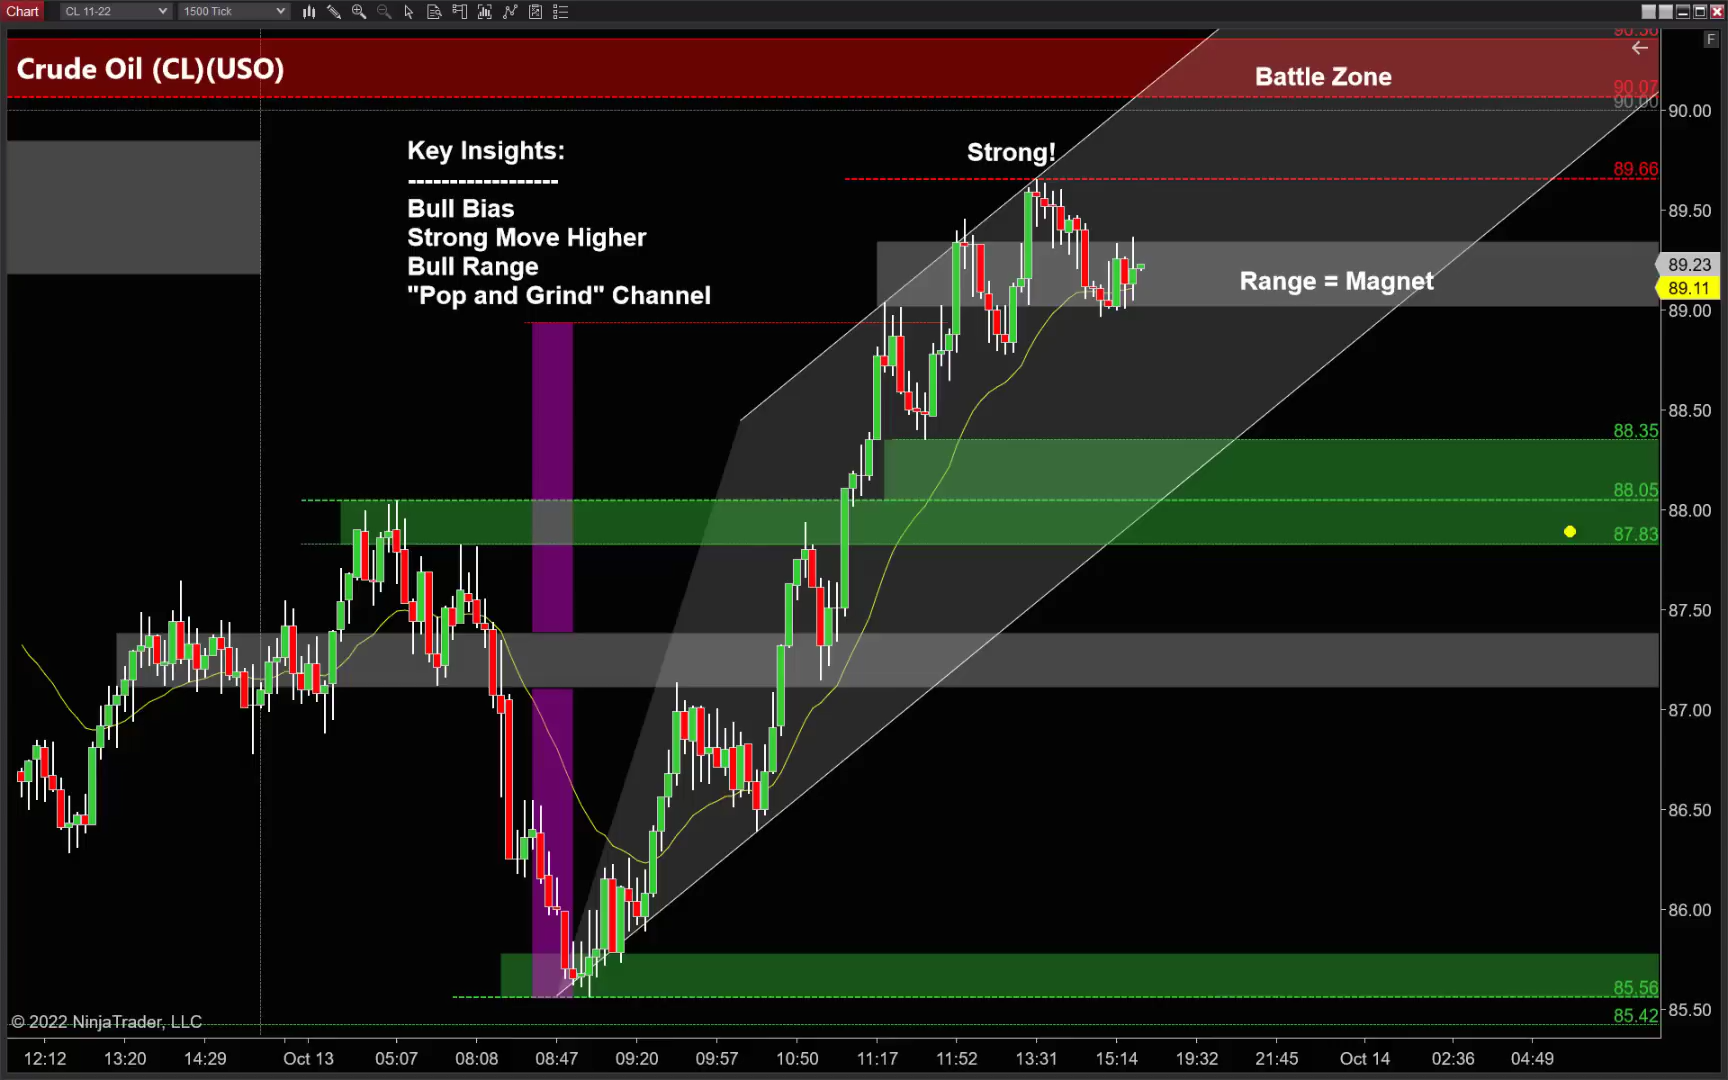 Chart CL 11-22 1500 Tick
F
90.36
Crude Oil (CL)(USO)
Battle Zone
90.07
90.00
90.00
Key Insights:
------------------
Bull Bias
Strong Move Higher
Bull Range
"Pop and Grind" Channel
Strong!
89.66
89.50
89.23
Range = Magnet
89.11
89.00
88.50
88.35
88.05
88.00
87.83
87.50
87.00
86.50
86.00
85.56
85.50
85.42
© 2022 NinjaTrader, LLC
12:12 13:20 14:29 Oct 13 05:07 08:08 08:47 09:20 09:57 10:50 11:17 11:52 13:31 15:14 19:32 21:45 Oct 14 02:36 04:49